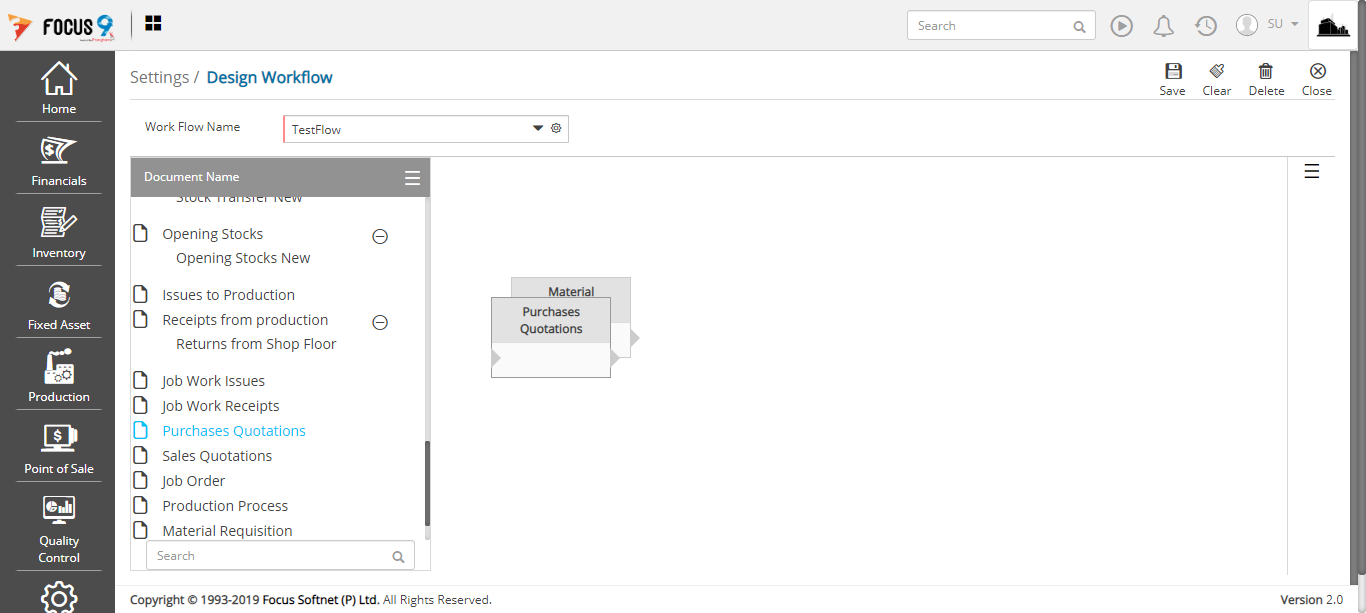 FOCUS 9
Search
SU
Settings / Design Workflow
Save
Clear
Delete
Close
Home
Financials
Inventory
Fixed Asset
Production
Point of Sale
Quality
Control
Work Flow Name
TestFlow
Document Name
Stock Transfer New
Opening Stocks
Opening Stocks New
Issues to Production
Receipts from production
Returns from Shop Floor
Job Work Issues
Job Work Receipts
Purchases Quotations
Sales Quotations
Job Order
Production Process
Material Requisition
Search
Material
Purchases
Quotations
Copyright © 1993-2019 Focus Softnet (P) Ltd. All Rights Reserved.
Version 2.0